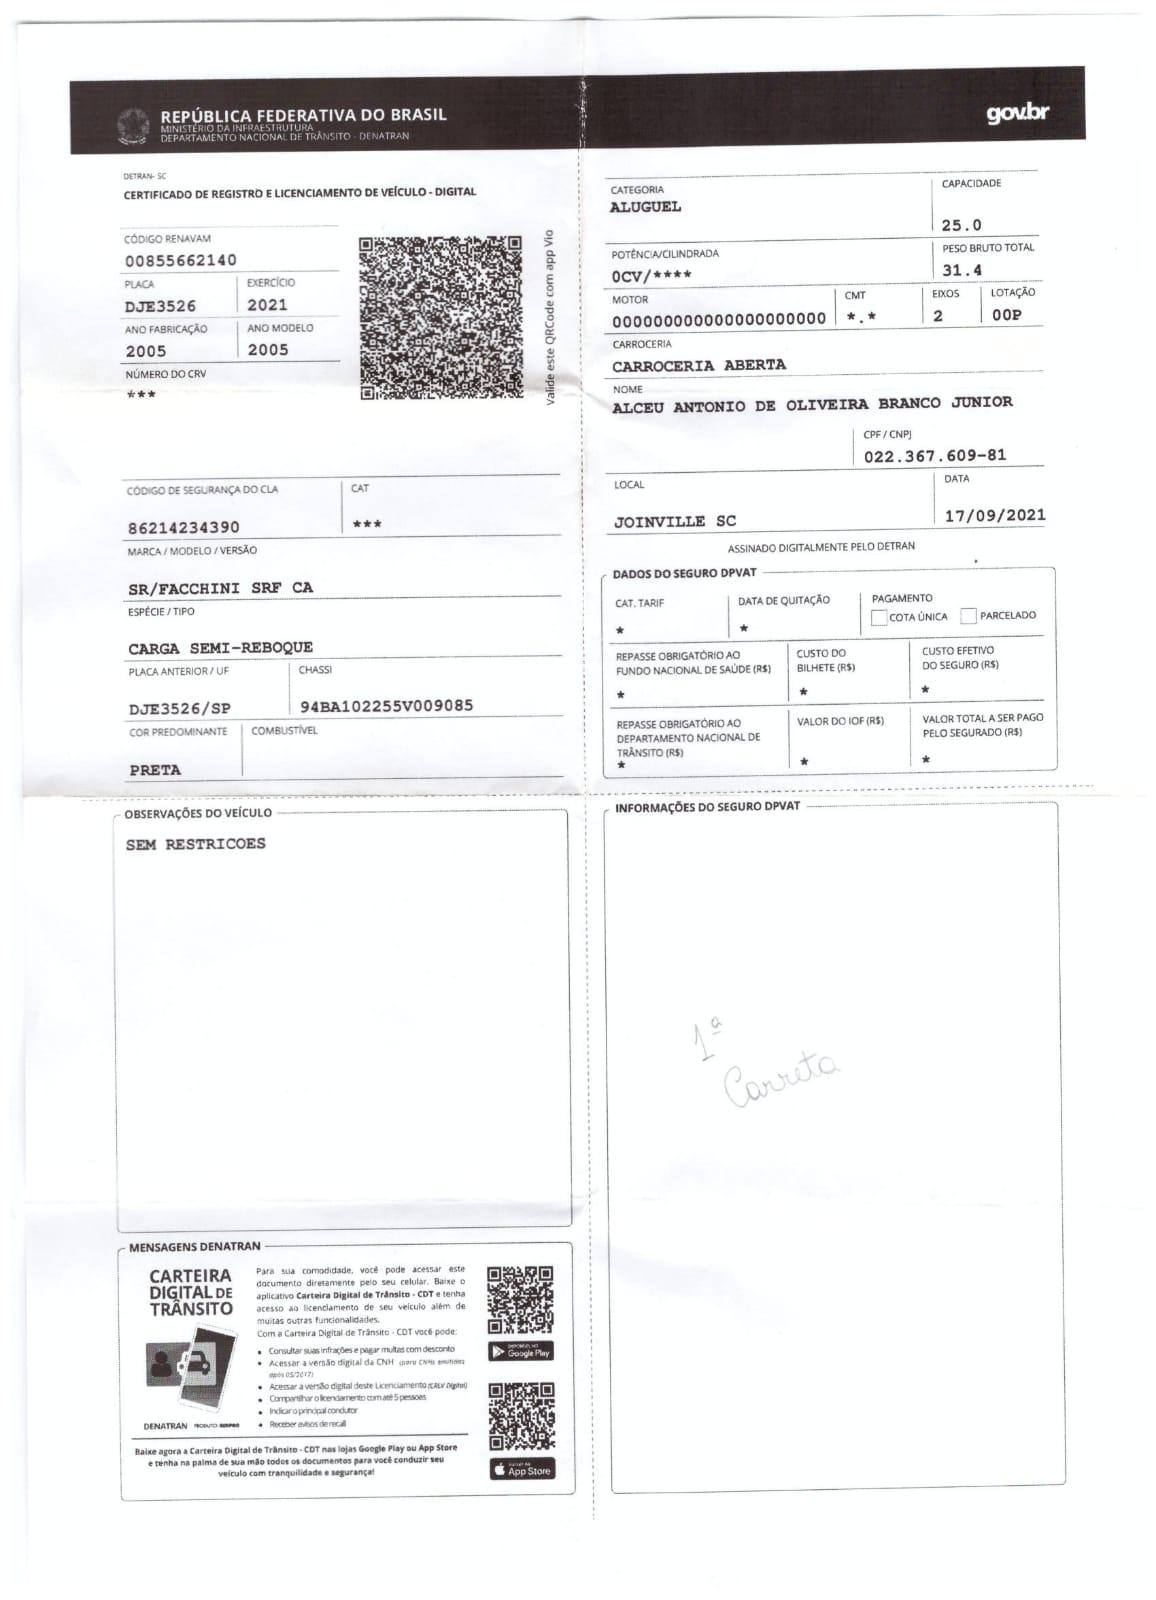 REPÚBLICA FEDERATIVA DO BRASIL
MINISTÉRIO DA INFRAESTRUTURA
DEPARTAMENTO NACIONAL DE TRÂNSITO - DENATRAN
gov.br
DETRAN- SC
CERTIFICADO DE REGISTRO E LICENCIAMENTO DE VEÍCULO - DIGITAL
CÓDIGO RENAVAM
00855662140
PLACA EXERCÍCIO
DJE3526 2021
ANO FABRICAÇÃO ANO MODELO
2005 2005
NÚMERO DO CRV
***
Valide este QRCode com app Vio
CÓDIGO DE SEGURANÇA DO CLA CAT
86214234390 ***
MARCA / MODELO / VERSÃO
SR/FACCHINI SRF CA
ESPÉCIE / TIPO
CARGA SEMI-REBOQUE
PLACA ANTERIOR / UF CHASSI
DJE3526/SP 94BA102255V009085
COR PREDOMINANTE COMBUSTÍVEL
PRETA
CATEGORIA CAPACIDADE
ALUGUEL
25.0
POTÊNCIA/CILINDRADA PESO BRUTO TOTAL
0CV/**** 31.4
MOTOR CMT EIXOS LOTAÇÃO
000000000000000000000 *.* 2 00P
CARROCERIA
CARROCERIA ABERTA
NOME
ALCEU ANTONIO DE OLIVEIRA BRANCO JUNIOR
CPF / CNPJ
022.367.609-81
LOCAL DATA
JOINVILLE SC 17/09/2021
ASSINADO DIGITALMENTE PELO DETRAN
DADOS DO SEGURO DPVAT
CAT. TARIF DATA DE QUITAÇÃO PAGAMENTO
* * COTA ÚNICA PARCELADO
REPASSE OBRIGATÓRIO AO CUSTO DO CUSTO EFETIVO
FUNDO NACIONAL DE SAÚDE (R$) BILHETE (R$) DO SEGURO (R$)
* * *
REPASSE OBRIGATÓRIO AO VALOR DO IOF (R$) VALOR TOTAL A SER PAGO
DEPARTAMENTO NACIONAL DE PELO SEGURADO (R$)
TRÂNSITO (R$)
* * *
OBSERVAÇÕES DO VEÍCULO
SEM RESTRICOES
INFORMAÇÕES DO SEGURO DPVAT
1ª
Carreta
MENSAGENS DENATRAN
CARTEIRA
DIGITAL DE
TRÂNSITO
DENATRAN PRODUTO SERPRO
Para sua comodidade, você pode acessar este
documento diretamente pelo seu celular. Baixe o
aplicativo Carteira Digital de Trânsito - CDT e tenha
acesso ao licenciamento de seu veículo além de
muitas outras funcionalidades.
Com a Carteira Digital de Trânsito - CDT você pode:
• Consultar suas infrações e pagar multas com desconto
• Acessar a versão digital da CNH (para CNHs emitidas
após 05/2017)
• Acessar a versão digital deste Licenciamento (CRLV Digital)
• Compartilhar o licenciamento com até 5 pessoas
• Indicar o principal condutor
• Receber avisos de recall
DISPONÍVEL NO
Google Play
App Store
Baixe agora a Carteira Digital de Trânsito - CDT nas lojas Google Play ou App Store
e tenha na palma de sua mão todos os documentos para você conduzir seu
veículo com tranquilidade e segurança!